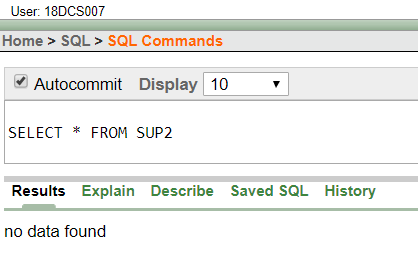 User: 18DCS007
Home > SQL > SQL Commands
Autocommit Display 10
SELECT * FROM SUP2
Results Explain Describe Saved SQL History
no data found